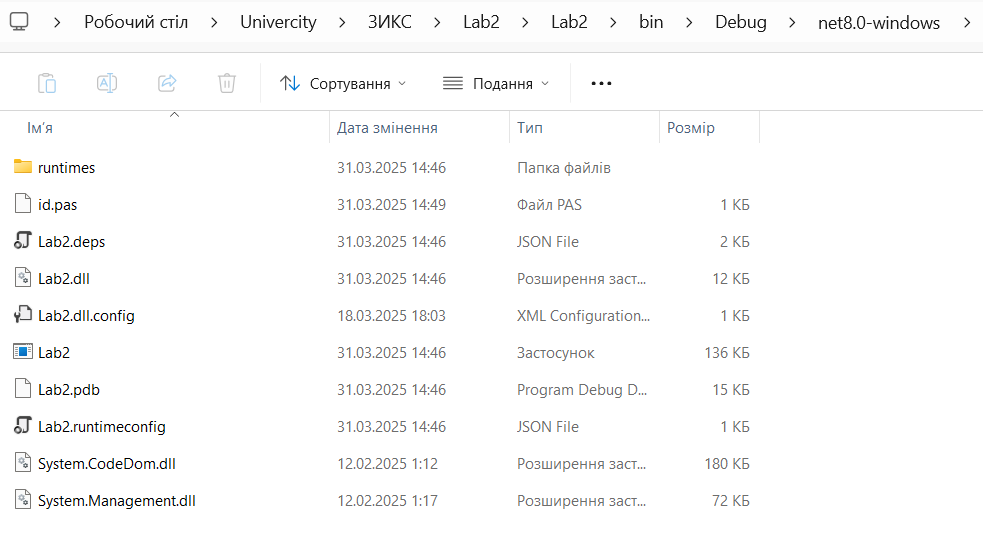 Робочий стіл > Univercity > ЗИКС > Lab2 > Lab2 > bin > Debug > net8.0-windows >
Сортування Подання
Ім'я Дата змінення Тип Розмір
runtimes 31.03.2025 14:46 Папка файлів
id.pas 31.03.2025 14:49 Файл PAS 1 КБ
Lab2.deps 31.03.2025 14:46 JSON File 2 КБ
Lab2.dll 31.03.2025 14:46 Розширення заст... 12 КБ
Lab2.dll.config 18.03.2025 18:03 XML Configuration... 1 КБ
Lab2 31.03.2025 14:46 Застосунок 136 КБ
Lab2.pdb 31.03.2025 14:46 Program Debug D... 15 КБ
Lab2.runtimeconfig 31.03.2025 14:46 JSON File 1 КБ
System.CodeDom.dll 12.02.2025 1:12 Розширення заст... 180 КБ
System.Management.dll 12.02.2025 1:17 Розширення заст... 72 КБ